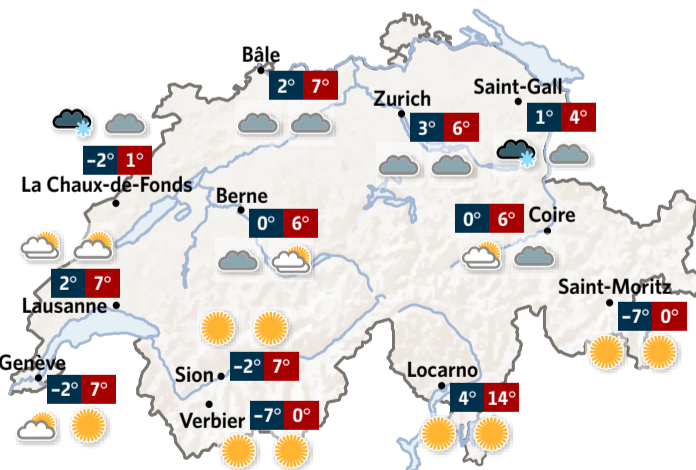 Bâle
2° 7°
Zurich
3° 6°
Saint-Gall
1° 4°
–2° 1°
La Chaux-de-Fonds
Berne
0° 6°
0° 6° Coire
2° 7°
Lausanne
Saint-Moritz
–7° 0°
Genève
–2° 7°
Sion –2° 7°
Verbier –7° 0°
Locarno
4° 14°